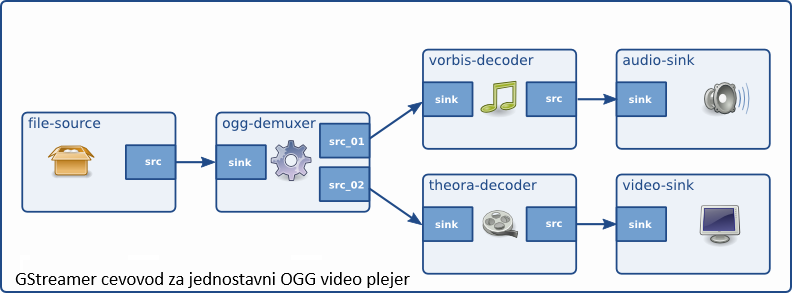 file-source
src
ogg-demuxer
sink
src_01
src_02
vorbis-decoder
sink
src
audio-sink
sink
theora-decoder
sink
src
video-sink
sink
GStreamer cevovod za jednostavni OGG video plejer